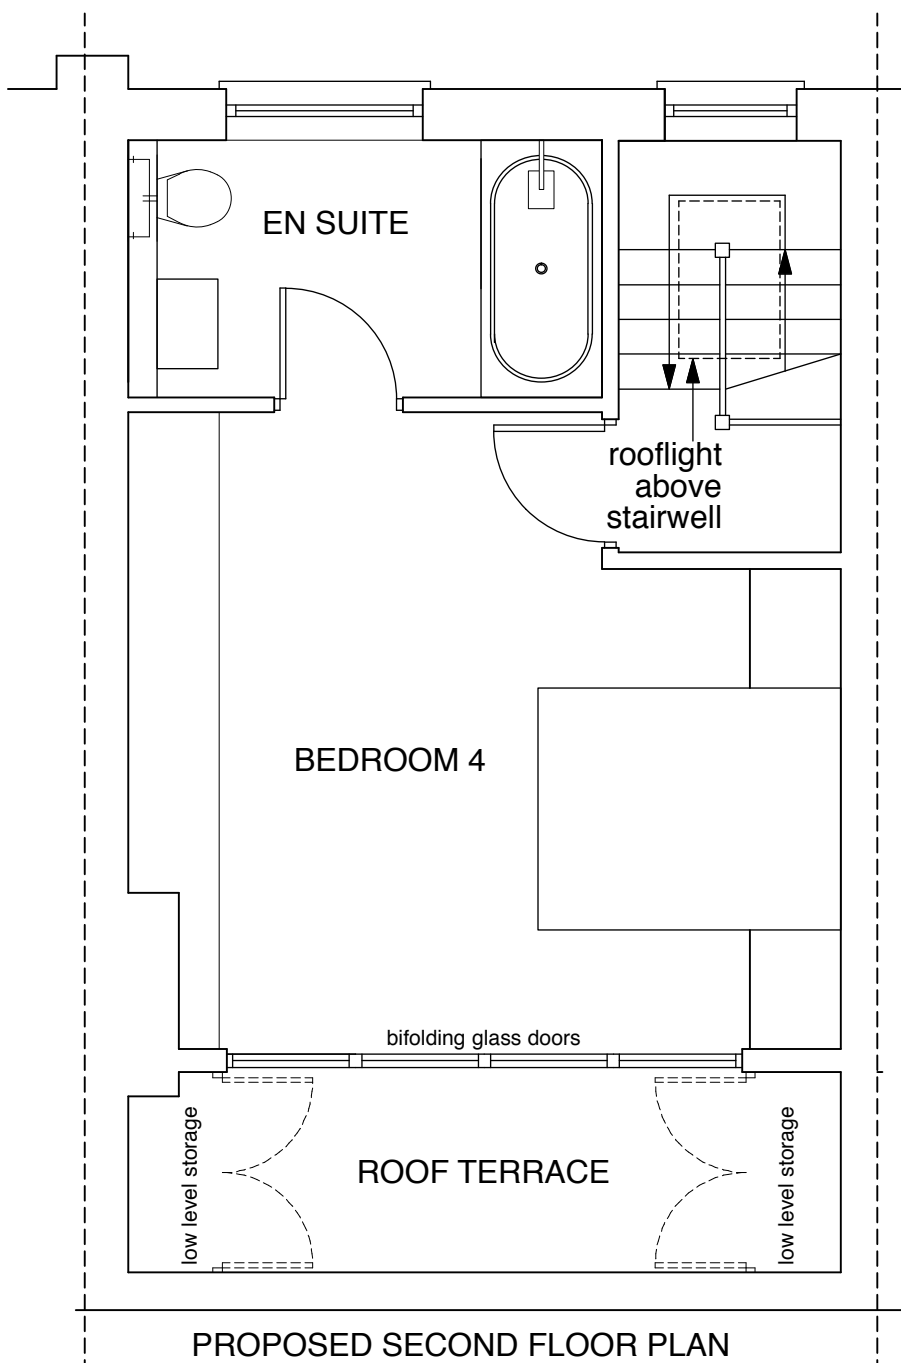 EN SUITE
rooflight
above
stairwell
BEDROOM 4
bifolding glass doors
low level storage
ROOF TERRACE
low level storage
PROPOSED SECOND FLOOR PLAN